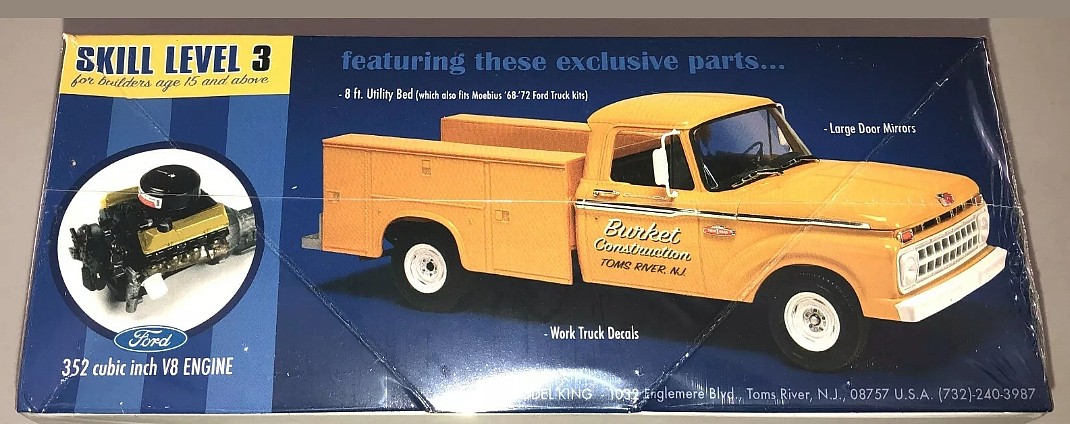 SKILL LEVEL 3
for builders age 15 and above
featuring these exclusive parts...
- 8 ft. Utility Bed (which also fits Moebius '68-'72 Ford Truck kits)
- Large Door Mirrors
Burket
Construction
TOMS RIVER, N.J.
- Work Truck Decals
Ford
352 cubic inch V8 ENGINE
MODEL KING 1032 Englemere Blvd., Toms River, N.J., 08757 U.S.A. (732)-240-3987